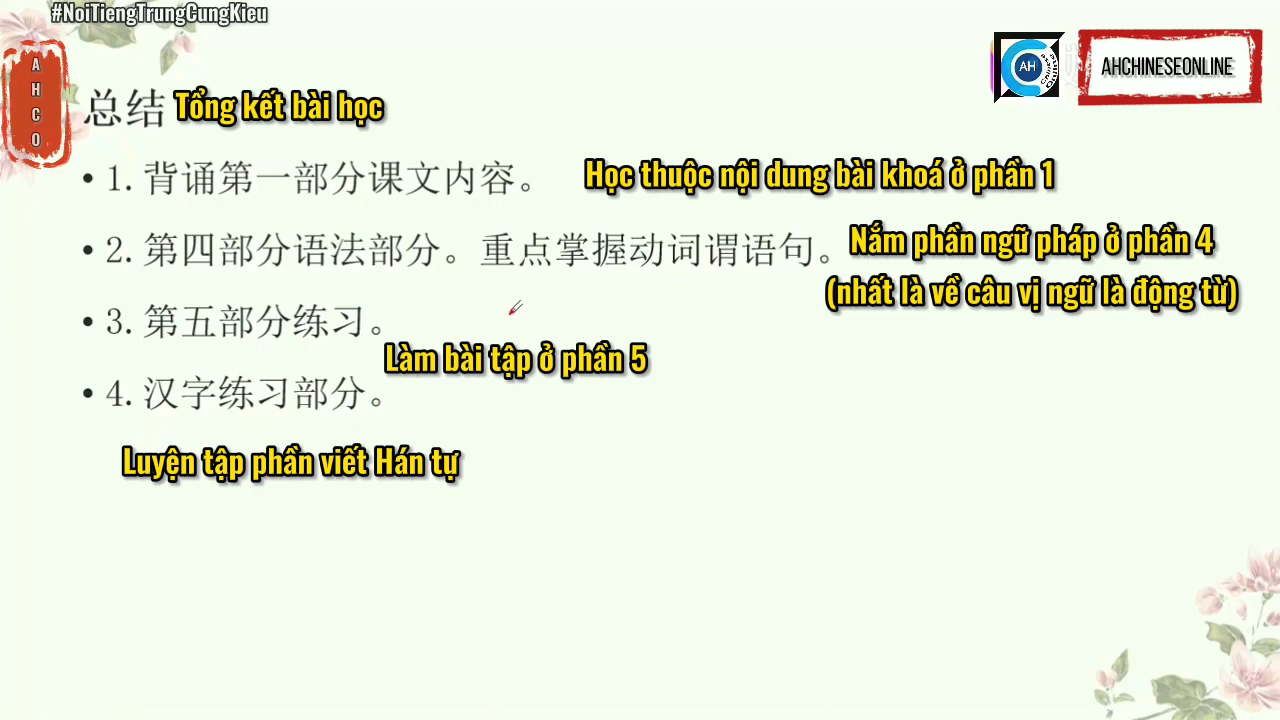 #NoiTiengTrungCungKieu
AHCO
AH
AHCHINESEONLINE
总结 Tổng kết bài học
• 1. 背诵第一部分课文内容。 Học thuộc nội dung bài khoá ở phần 1
• 2. 第四部分语法部分。重点掌握动词谓语句。 Nắm phần ngữ pháp ở phần 4
(nhất là về câu vị ngữ là động từ)
• 3. 第五部分练习。
Làm bài tập ở phần 5
• 4. 汉字练习部分。
Luyện tập phần viết Hán tự